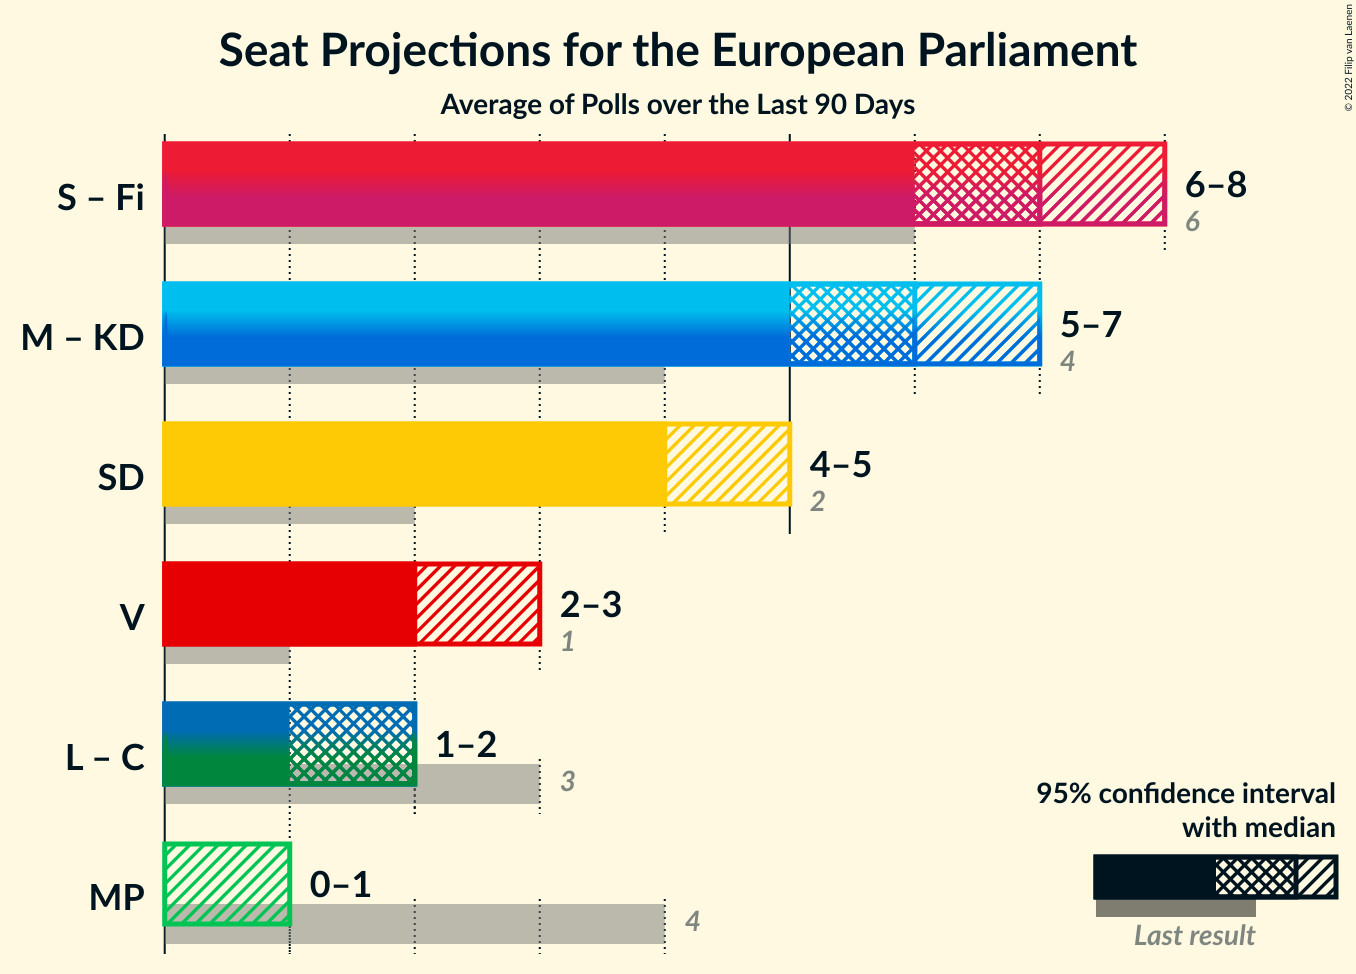 Seat Projections for the European Parliament
Average of Polls over the Last 90 Days
© 2022 Filip van Laenen
S – Fi
6–8
6
M – KD
5–7
4
SD
4–5
2
V
2–3
1
L – C
1–2
3
MP
0–1
4
95% confidence interval
with median
Last result